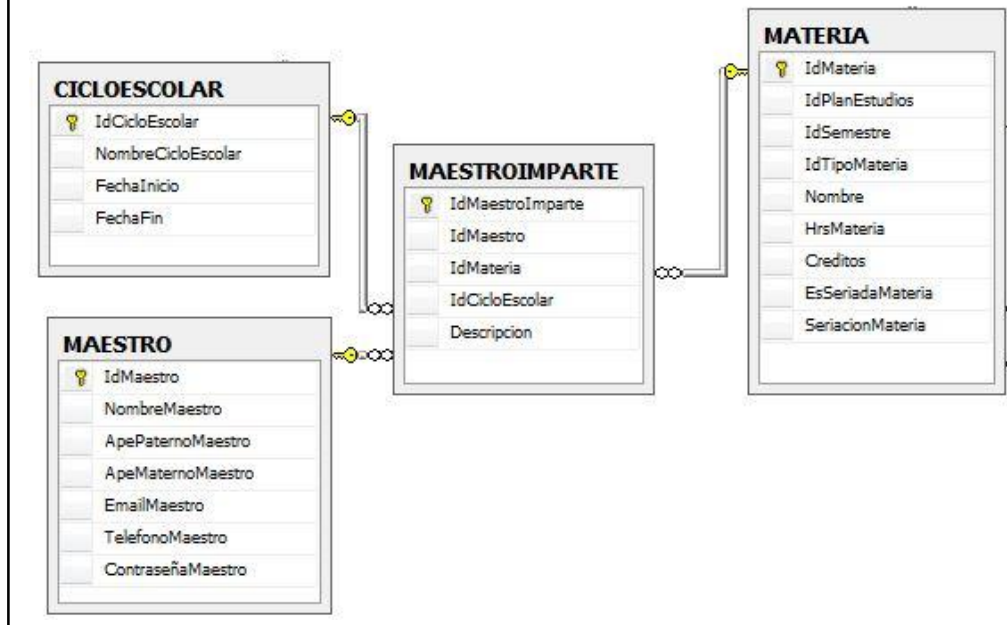 CICLOESCOLAR
IdCicloEscolar
NombreCicloEscolar
FechaInicio
FechaFin
MAESTRO
IdMaestro
NombreMaestro
ApePaternoMaestro
ApeMaternoMaestro
EmailMaestro
TelefonoMaestro
ContraseñaMaestro
MAESTROIMPARTE
IdMaestroImparte
IdMaestro
IdMateria
IdCicloEscolar
Descripcion
MATERIA
IdMateria
IdPlanEstudios
IdSemestre
IdTipoMateria
Nombre
HrsMateria
Creditos
EsSeriadaMateria
SeriacionMateria